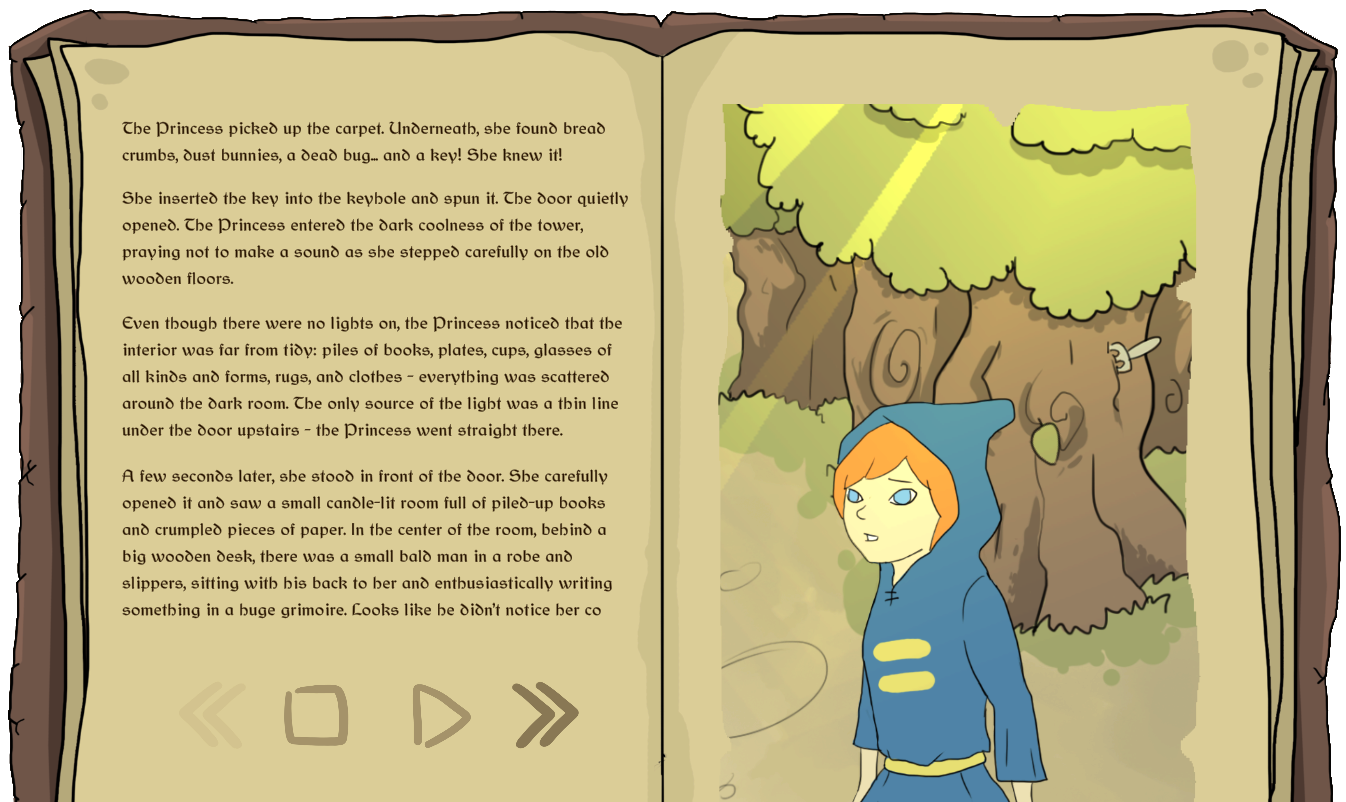 The Princess picked up the carpet. Underneath, she found bread
crumbs, dust bunnies, a dead bug... and a key! She knew it!
She inserted the key into the keyhole and spun it. The door quietly
opened. The Princess entered the dark coolness of the tower,
praying not to make a sound as she stepped carefully on the old
wooden floors.
Even though there were no lights on, the Princess noticed that the
interior was far from tidy: piles of books, plates, cups, glasses of
all kinds and forms, rugs, and clothes - everything was scattered
around the dark room. The only source of the light was a thin line
under the door upstairs - the Princess went straight there.
A few seconds later, she stood in front of the door. She carefully
opened it and saw a small candle-lit room full of piled-up books
and crumpled pieces of paper. In the center of the room, behind a
big wooden desk, there was a small bald man in a robe and
slippers, sitting with his back to her and enthusiastically writing
something in a huge grimoire. Looks like he didn't notice her co